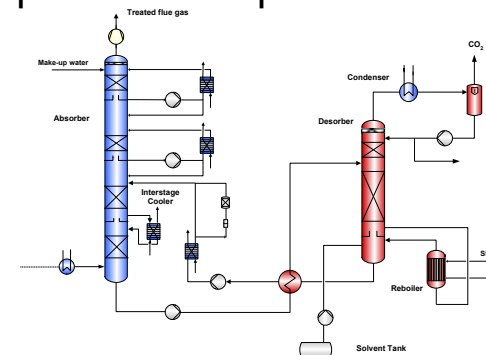 Treated flue gas
CO2
Make-up water
Condenser
Absorber
Desorber
Interstage
Cooler
Reboiler
Solvent Tank